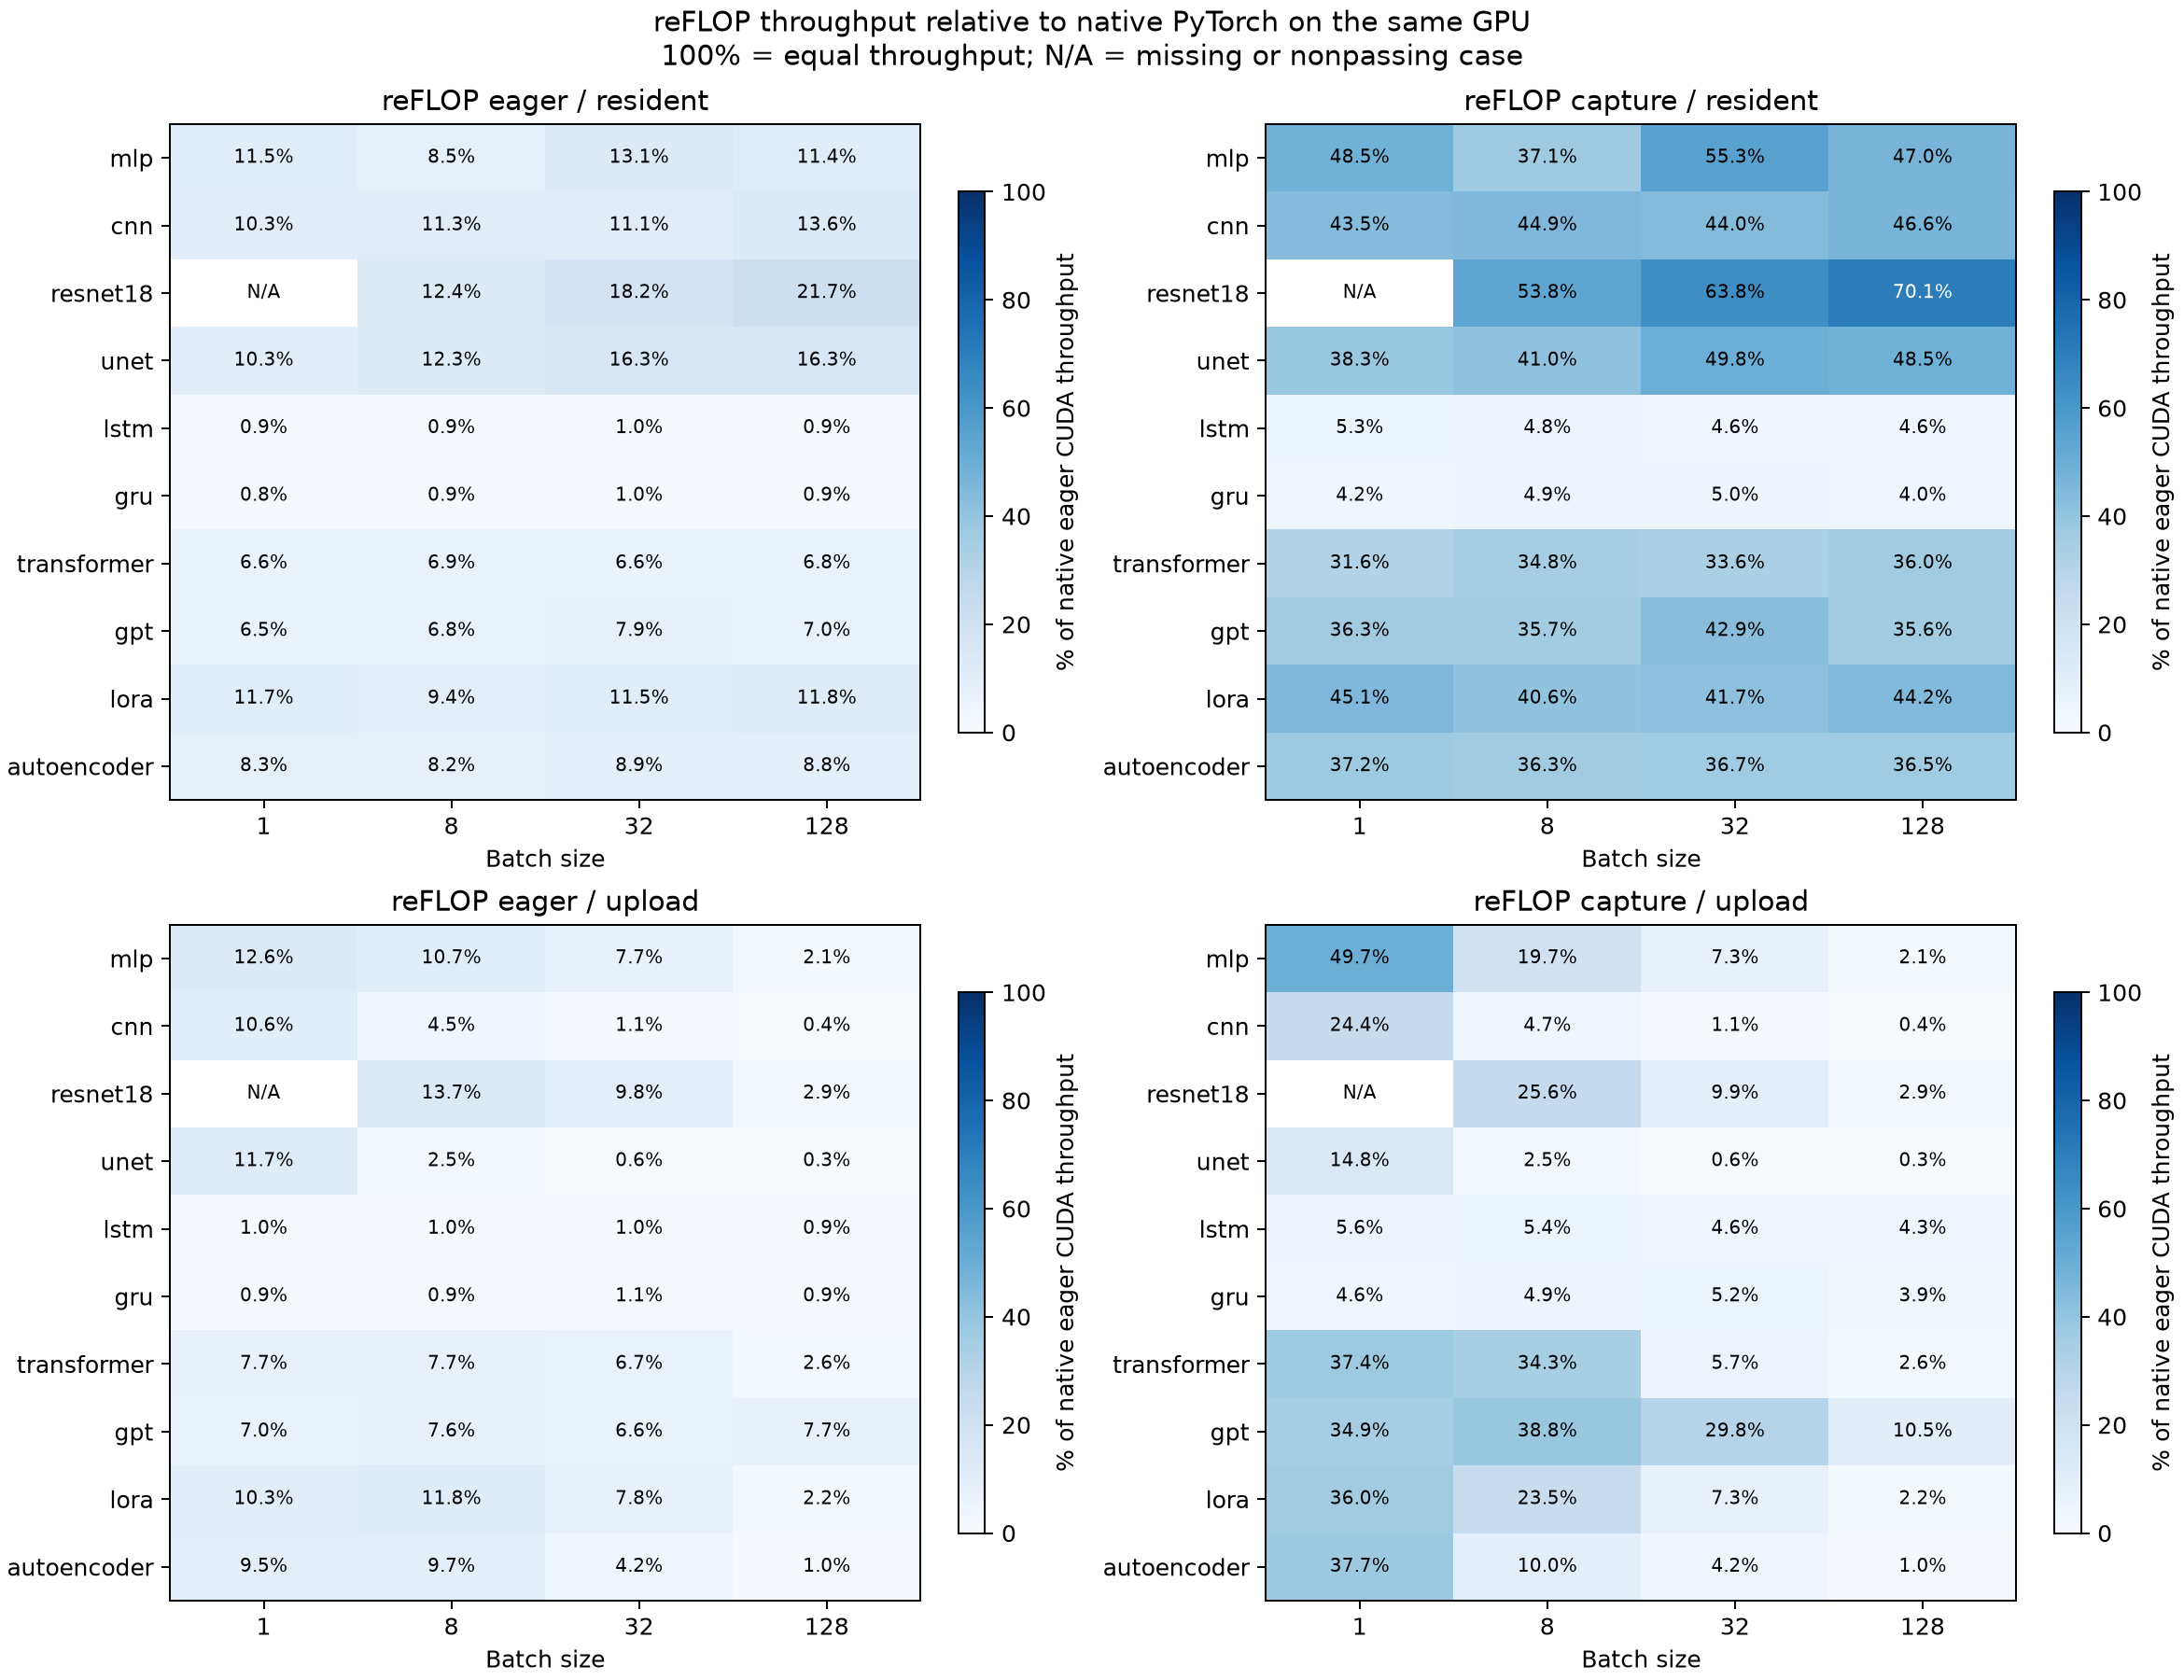 reFLOP throughput relative to native PyTorch on the same GPU
100% = equal throughput; N/A = missing or nonpassing case
reFLOP eager / resident
mlp 11.5% 8.5% 13.1% 11.4%
cnn 10.3% 11.3% 11.1% 13.6%
resnet18 N/A 12.4% 18.2% 21.7%
unet 10.3% 12.3% 16.3% 16.3%
lstm 0.9% 0.9% 1.0% 0.9%
gru 0.8% 0.9% 1.0% 0.9%
transformer 6.6% 6.9% 6.6% 6.8%
gpt 6.5% 6.8% 7.9% 7.0%
lora 11.7% 9.4% 11.5% 11.8%
autoencoder 8.3% 8.2% 8.9% 8.8%
1 8 32 128
Batch size
100
80
60
40
20
0
% of native eager CUDA throughput
reFLOP capture / resident
mlp 48.5% 37.1% 55.3% 47.0%
cnn 43.5% 44.9% 44.0% 46.6%
resnet18 N/A 53.8% 63.8% 70.1%
unet 38.3% 41.0% 49.8% 48.5%
lstm 5.3% 4.8% 4.6% 4.6%
gru 4.2% 4.9% 5.0% 4.0%
transformer 31.6% 34.8% 33.6% 36.0%
gpt 36.3% 35.7% 42.9% 35.6%
lora 45.1% 40.6% 41.7% 44.2%
autoencoder 37.2% 36.3% 36.7% 36.5%
1 8 32 128
Batch size
100
80
60
40
20
0
% of native eager CUDA throughput
reFLOP eager / upload
mlp 12.6% 10.7% 7.7% 2.1%
cnn 10.6% 4.5% 1.1% 0.4%
resnet18 N/A 13.7% 9.8% 2.9%
unet 11.7% 2.5% 0.6% 0.3%
lstm 1.0% 1.0% 1.0% 0.9%
gru 0.9% 0.9% 1.1% 0.9%
transformer 7.7% 7.7% 6.7% 2.6%
gpt 7.0% 7.6% 6.6% 7.7%
lora 10.3% 11.8% 7.8% 2.2%
autoencoder 9.5% 9.7% 4.2% 1.0%
1 8 32 128
Batch size
100
80
60
40
20
0
% of native eager CUDA throughput
reFLOP capture / upload
mlp 49.7% 19.7% 7.3% 2.1%
cnn 24.4% 4.7% 1.1% 0.4%
resnet18 N/A 25.6% 9.9% 2.9%
unet 14.8% 2.5% 0.6% 0.3%
lstm 5.6% 5.4% 4.6% 4.3%
gru 4.6% 4.9% 5.2% 3.9%
transformer 37.4% 34.3% 5.7% 2.6%
gpt 34.9% 38.8% 29.8% 10.5%
lora 36.0% 23.5% 7.3% 2.2%
autoencoder 37.7% 10.0% 4.2% 1.0%
1 8 32 128
Batch size
100
80
60
40
20
0
% of native eager CUDA throughput